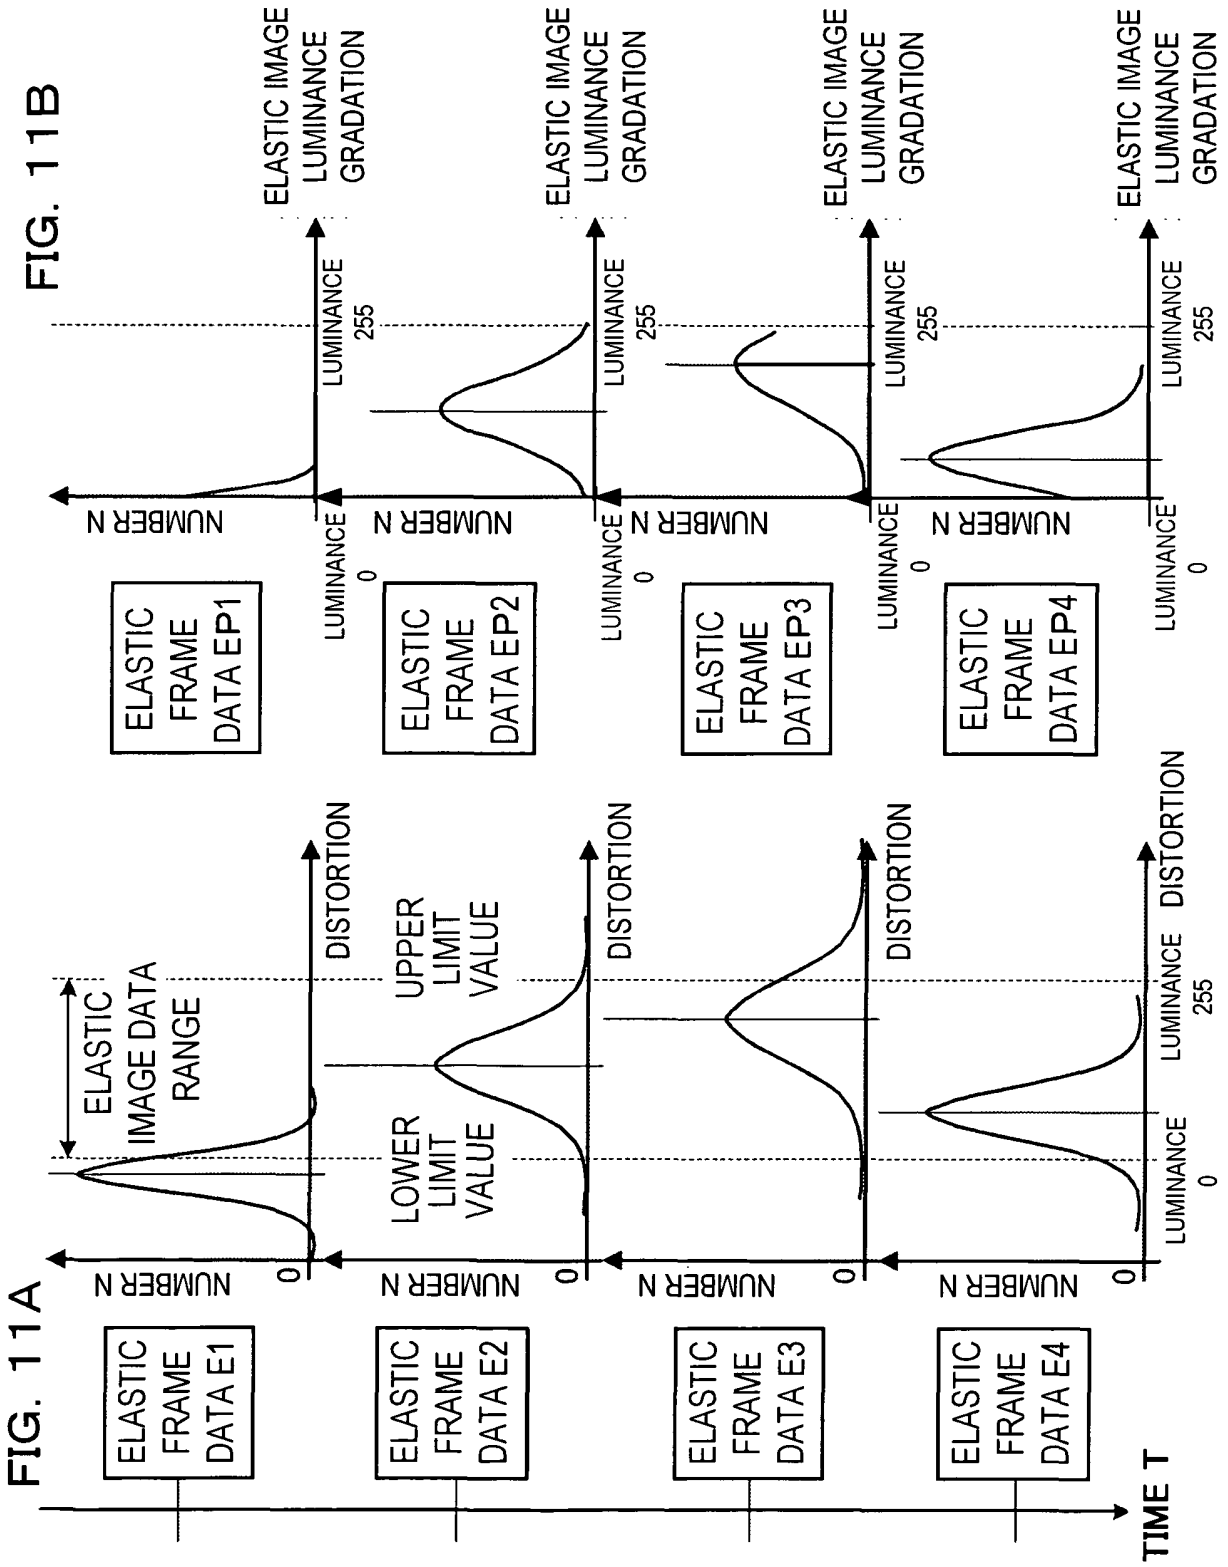 FIG. 11A
TIME T
ELASTIC
FRAME
DATA E1
NUMBER N
0
DISTORTION
ELASTIC
IMAGE DATA
RANGE
ELASTIC
FRAME
DATA E2
NUMBER N
0
DISTORTION
LOWER
LIMIT
VALUE
UPPER
LIMIT
VALUE
ELASTIC
FRAME
DATA E3
NUMBER N
0
DISTORTION
ELASTIC
FRAME
DATA E4
NUMBER N
0
LUMINANCE
0
LUMINANCE
255
DISTORTION
FIG. 11B
ELASTIC
FRAME
DATA EP1
NUMBER N
LUMINANCE
0
LUMINANCE
255
ELASTIC IMAGE
LUMINANCE
GRADATION
ELASTIC
FRAME
DATA EP2
NUMBER N
LUMINANCE
0
LUMINANCE
255
ELASTIC IMAGE
LUMINANCE
GRADATION
ELASTIC
FRAME
DATA EP3
NUMBER N
LUMINANCE
0
LUMINANCE
255
ELASTIC IMAGE
LUMINANCE
GRADATION
ELASTIC
FRAME
DATA EP4
NUMBER N
LUMINANCE
0
LUMINANCE
255
ELASTIC IMAGE
LUMINANCE
GRADATION